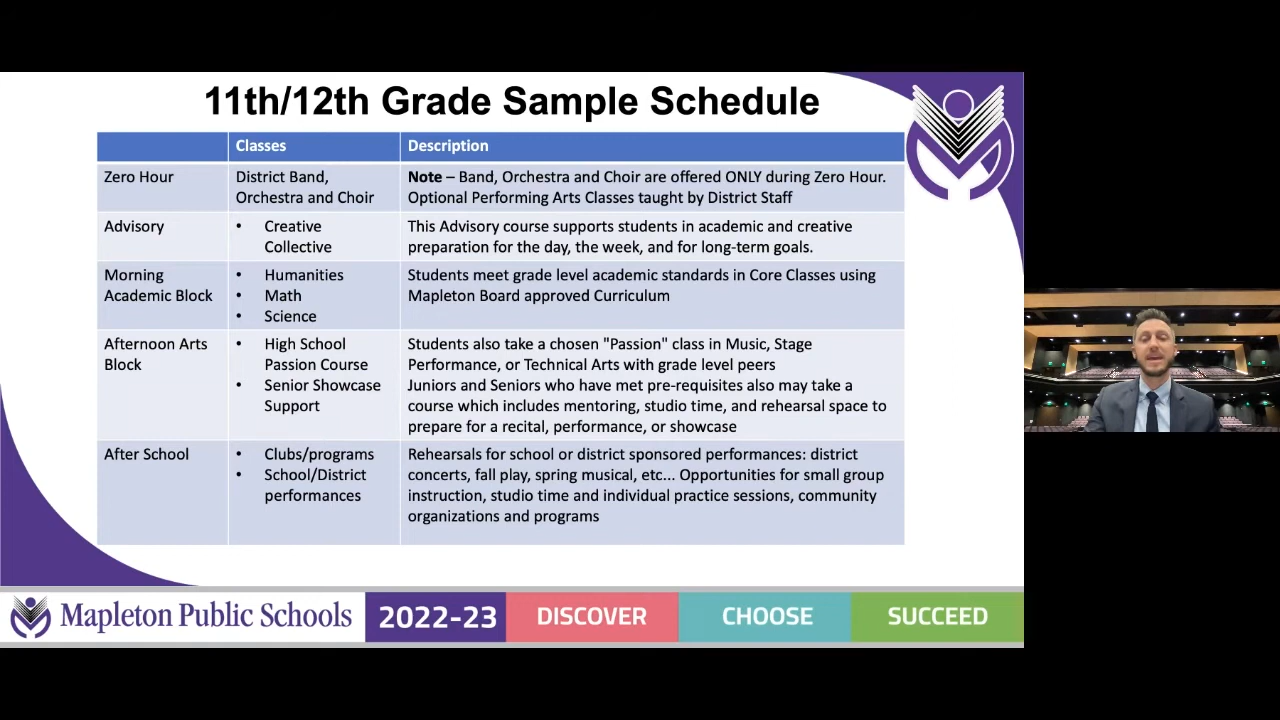 11th/12th Grade Sample Schedule
Classes
Description
Zero Hour
District Band,
Orchestra and Choir
Note – Band, Orchestra and Choir are offered ONLY during Zero Hour.
Optional Performing Arts Classes taught by District Staff
Advisory
• Creative
Collective
This Advisory course supports students in academic and creative
preparation for the day, the week, and for long-term goals.
Morning
Academic Block
• Humanities
• Math
• Science
Students meet grade level academic standards in Core Classes using
Mapleton Board approved Curriculum
Afternoon Arts
Block
• High School
Passion Course
• Senior Showcase
Support
Students also take a chosen "Passion" class in Music, Stage
Performance, or Technical Arts with grade level peers
Juniors and Seniors who have met pre-requisites also may take a
course which includes mentoring, studio time, and rehearsal space to
prepare for a recital, performance, or showcase
After School
• Clubs/programs
• School/District
performances
Rehearsals for school or district sponsored performances: district
concerts, fall play, spring musical, etc... Opportunities for small group
instruction, studio time and individual practice sessions, community
organizations and programs
Mapleton Public Schools
2022-23
DISCOVER
CHOOSE
SUCCEED